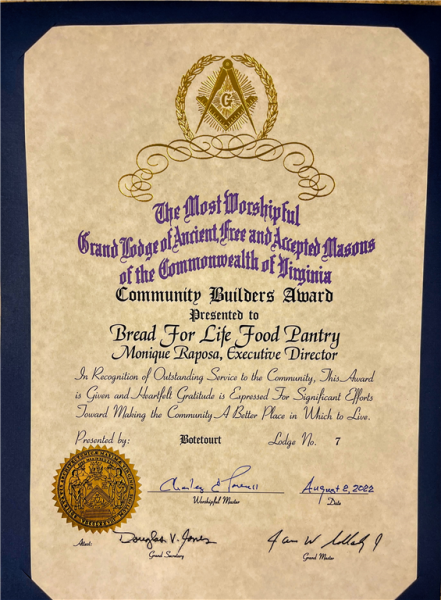 G
The Most Worshipful
Grand Lodge of Ancient, Free and Accepted Masons
of the Commonwealth of Virginia
Community Builders Award
Presented to
Bread For Life Food Pantry
Monique Raposa, Executive Director
In Recognition of Outstanding Service to the Community, This Award
is Given and Heartfelt Gratitude is Expressed For Significant Efforts
Toward Making the Community A Better Place in Which to Live.
Presented by: Botetourt Lodge No. 7
Charles E August 2, 2022
Worshipful Master Date
Attest: Douglas V. Jones
Grand Secretary Grand Master